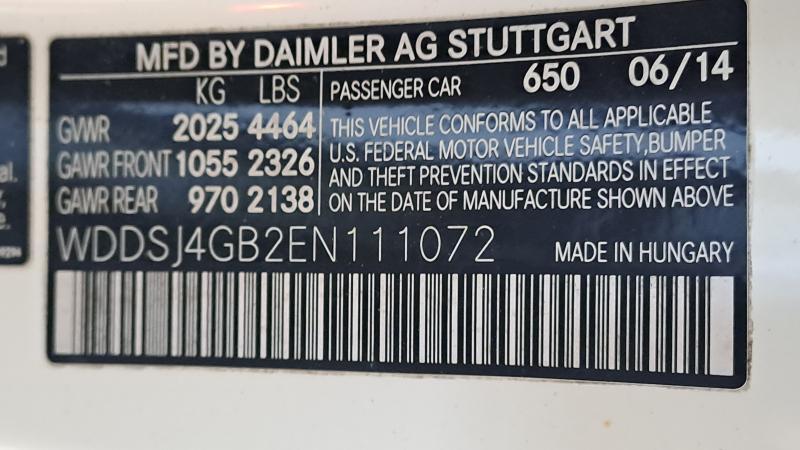 MFD BY DAIMLER AG STUTTGART
KG LBS
GVWR 2025 4464
GAWR FRONT 1055 2326
GAWR REAR 970 2138
PASSENGER CAR 650 06/14
THIS VEHICLE CONFORMS TO ALL APPLICABLE
U.S. FEDERAL MOTOR VEHICLE SAFETY,BUMPER
AND THEFT PREVENTION STANDARDS IN EFFECT
ON THE DATE OF MANUFACTURE SHOWN ABOVE
WDDSJ4GB2EN111072 MADE IN HUNGARY